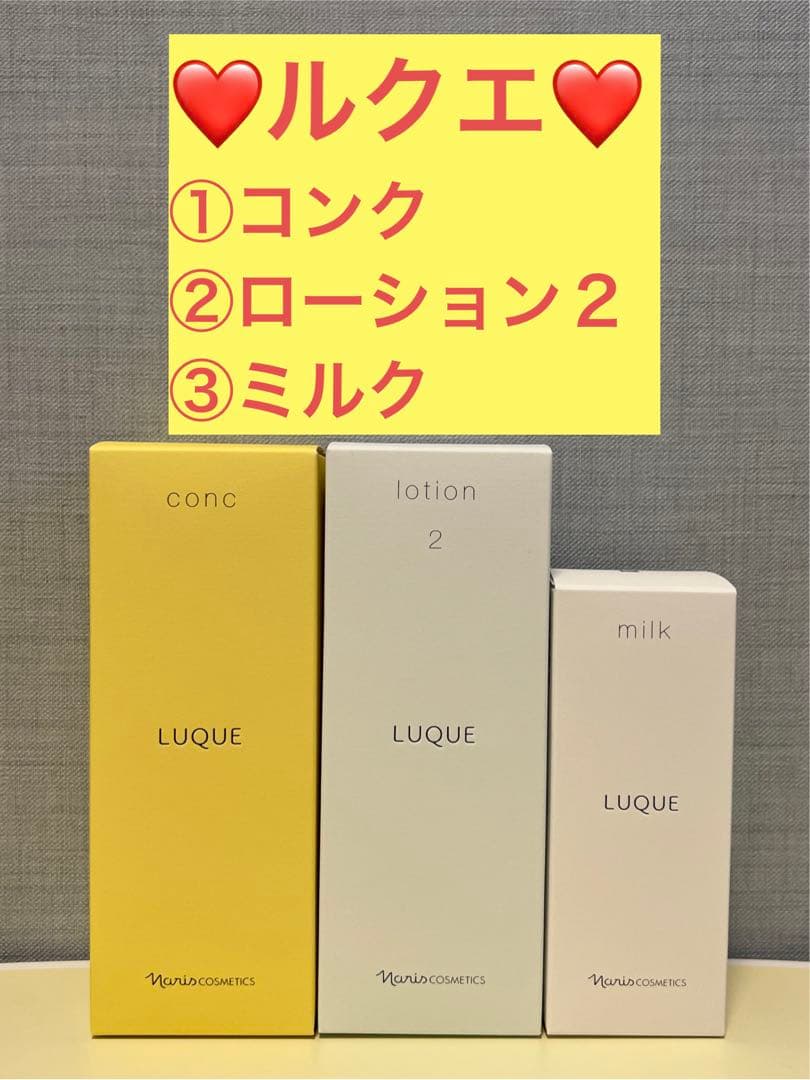 ❤️ルクエ❤️
①コンク
②ローション２
③ミルク
conc
LUQUE
naris COSMETICS
lotion
2
LUQUE
naris COSMETICS
milk
LUQUE
naris COSMETICS